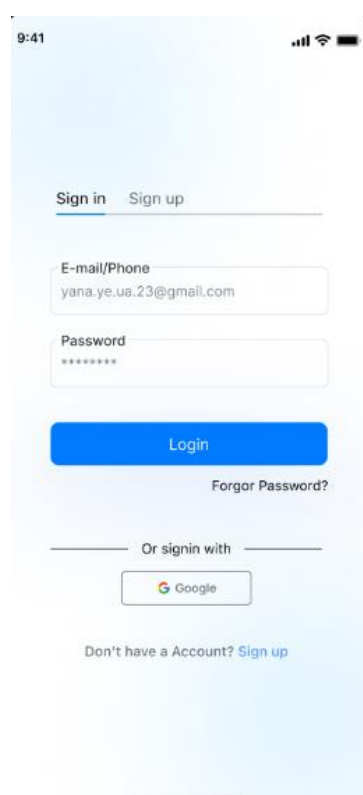 9:41
Sign in Sign up
E-mail/Phone
yana.ye.ua.23@gmail.com
Password
********
Login
Forgor Password?
Or signin with
Google
Don't have a Account? Sign up